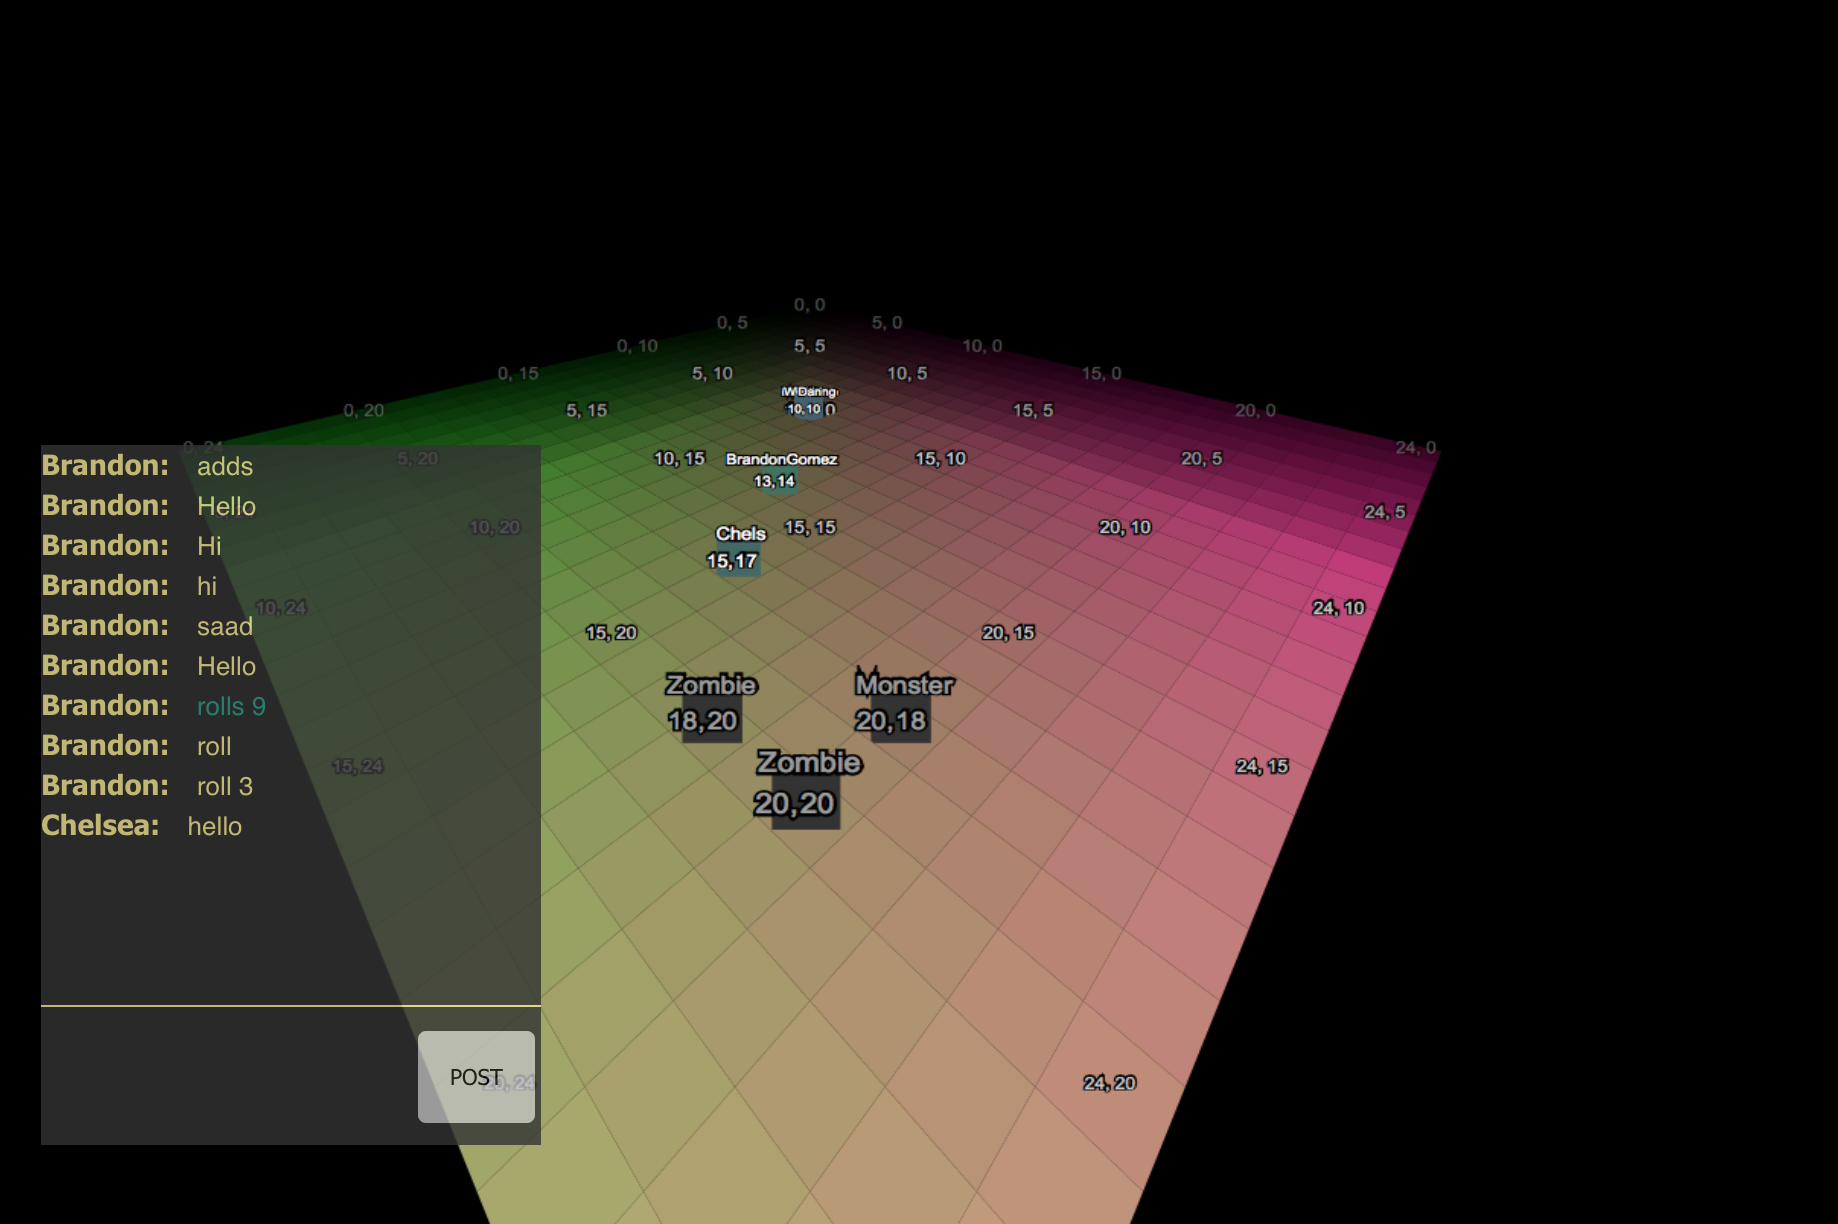 0, 0
0, 5
5, 0
0, 10
5, 5
10, 0
0, 15
5, 10
10, 5
15, 0
10,10
0, 20
5, 15
15, 5
20, 0
0, 24
5, 20
10, 15
BrandonGomez
13,14
15, 10
20, 5
24, 0
24, 5
10, 20
Chels
15,17
15, 15
20, 10
10, 24
24, 10
15, 20
20, 15
Zombie
18,20
Monster
20,18
15, 24
Zombie
20,20
24, 15
24, 20
Brandon: adds
Brandon: Hello
Brandon: Hi
Brandon: hi
Brandon: saad
Brandon: Hello
Brandon: rolls 9
Brandon: roll
Brandon: roll 3
Chelsea: hello
POST